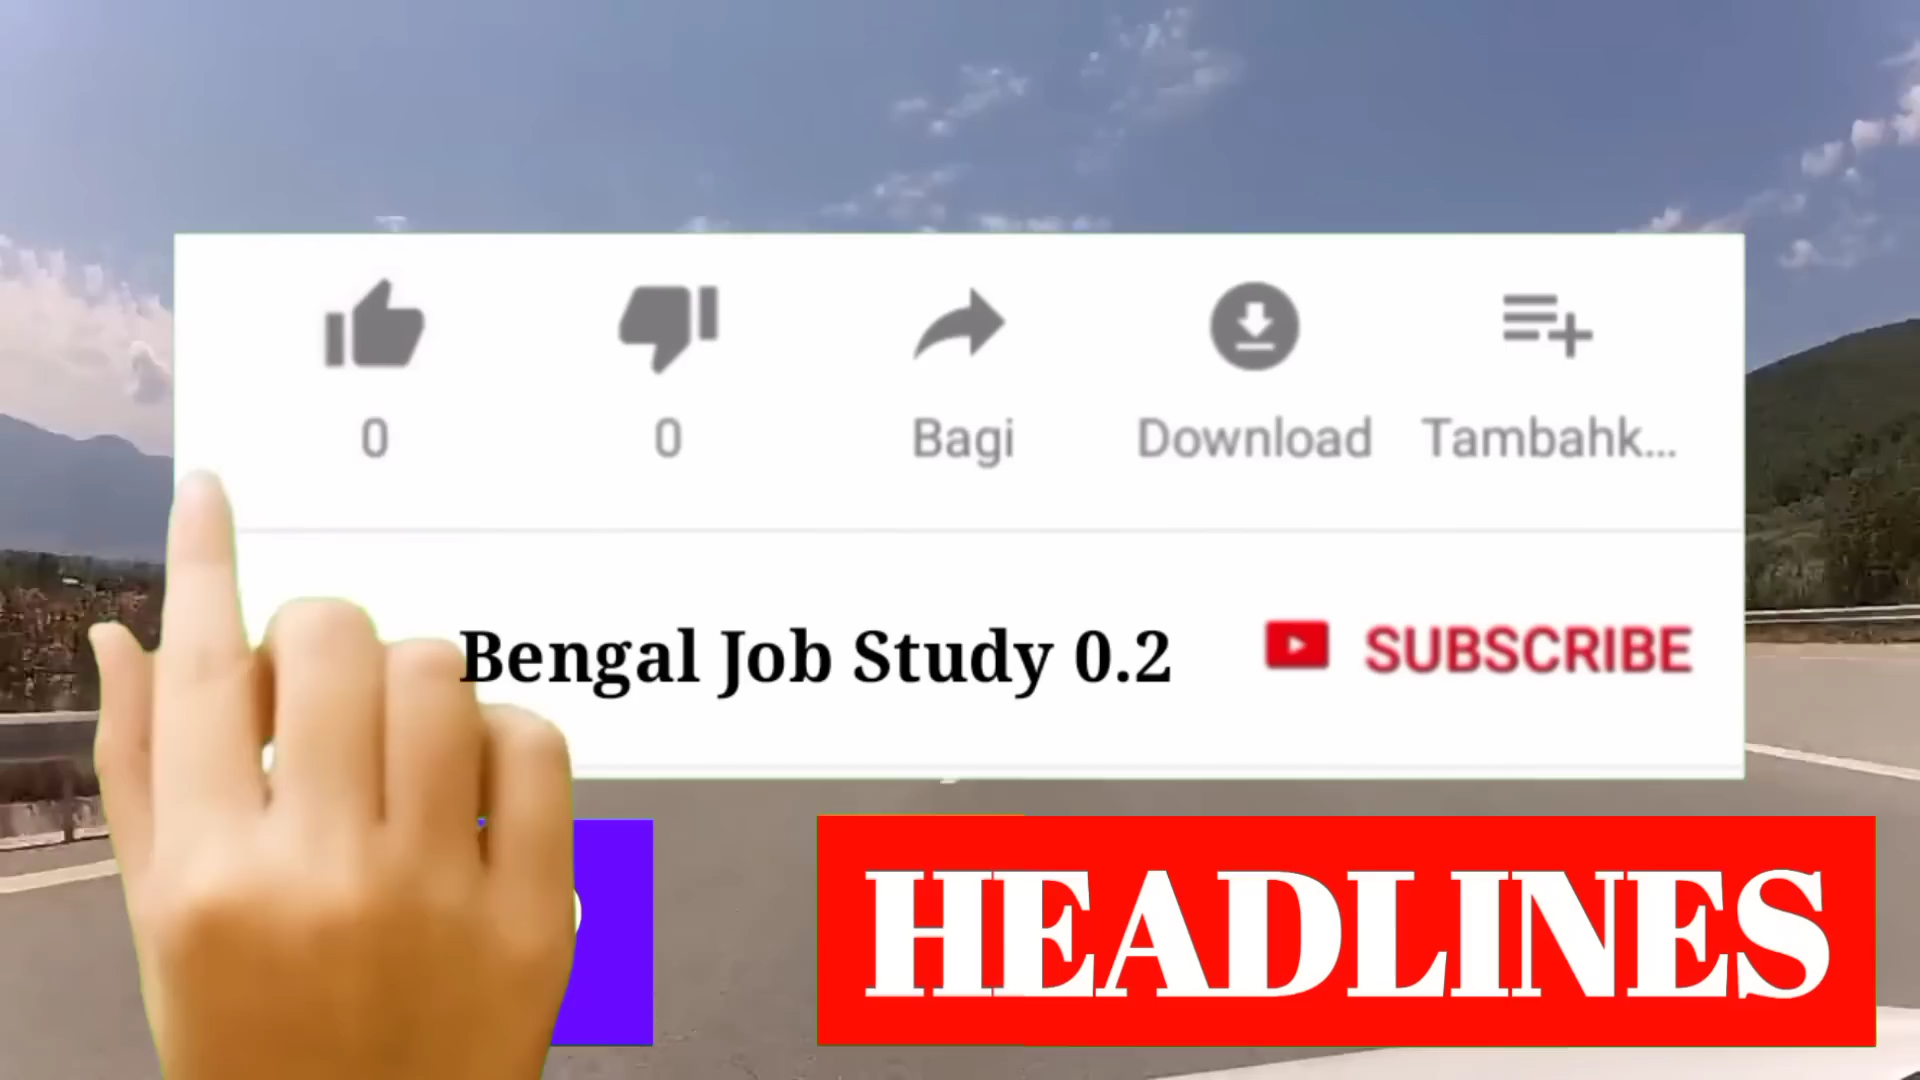 0 0 Bagi Download Tambahk...
Bengal Job Study 0.2 SUBSCRIBE
HEADLINES